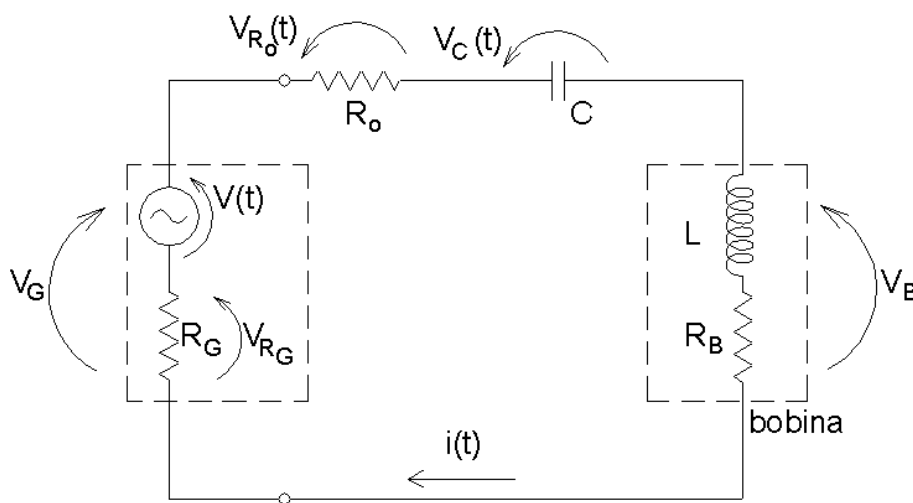 V_Ro(t)
V_C(t)
R_o
C
V(t)
V_G
R_G
V_RG
L
R_B
V_B
bobina
i(t)